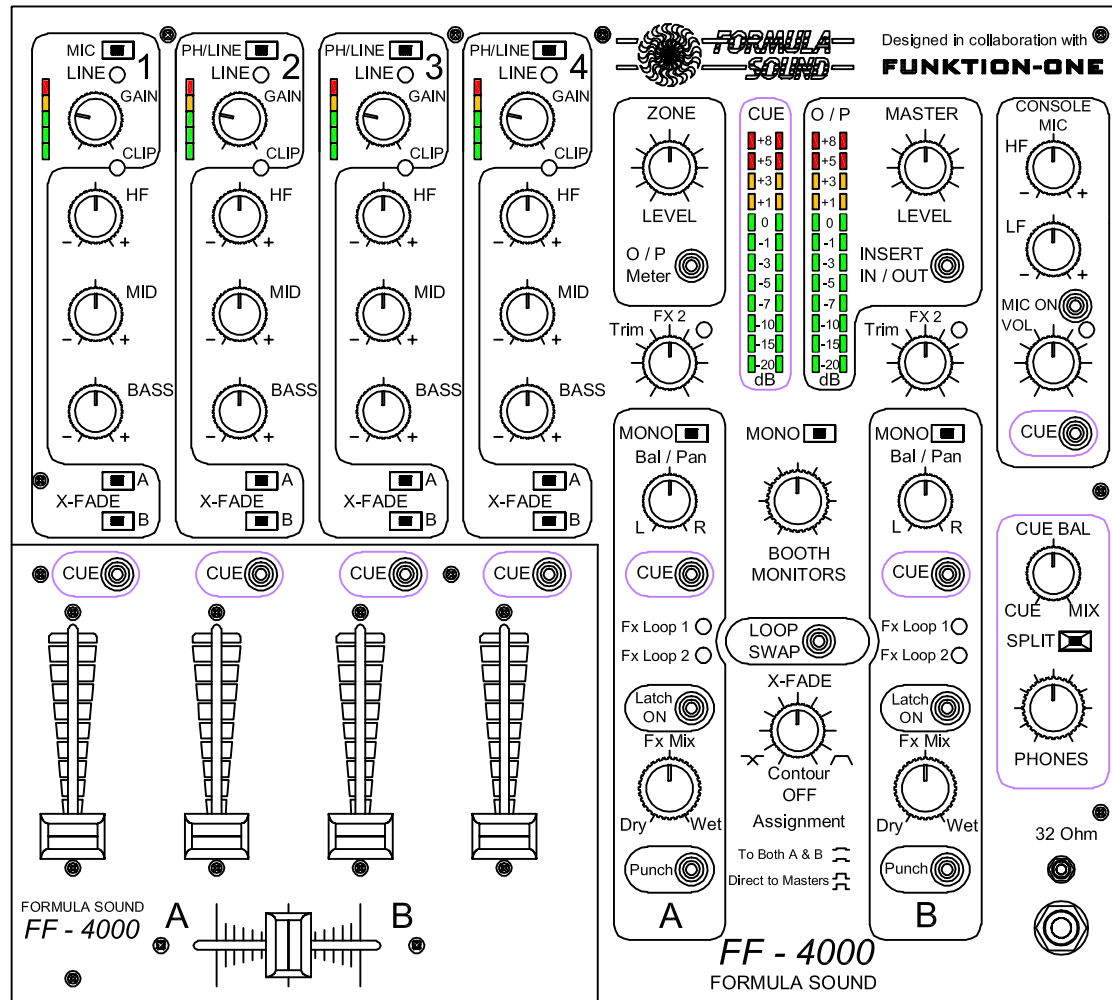 MIC
1
LINE
GAIN
CLIP
HF
- +
MID
- +
BASS
- +
A
X-FADE
B
PH/LINE
2
LINE
GAIN
CLIP
HF
- +
MID
- +
BASS
- +
A
X-FADE
B
PH/LINE
3
LINE
GAIN
CLIP
HF
- +
MID
- +
BASS
- +
A
X-FADE
B
PH/LINE
4
LINE
GAIN
CLIP
HF
- +
MID
- +
BASS
- +
A
X-FADE
B
CUE
CUE
CUE
CUE
FORMULA SOUND
FF - 4000
A
B
FORMULA
SOUND
Designed in collaboration with
FUNKTION-ONE
ZONE
LEVEL
O / P
Meter
FX 2
Trim
CUE
+8
+5
+3
+1
0
-1
-3
-5
-7
-10
-15
-20
dB
O / P
+8
+5
+3
+1
0
-1
-3
-5
-7
-10
-15
-20
dB
MASTER
LEVEL
INSERT
IN / OUT
FX 2
Trim
CONSOLE
MIC
HF
- +
LF
- +
MIC ON
VOL
CUE
MONO
Bal / Pan
L R
CUE
Fx Loop 1
Fx Loop 2
Latch
ON
Fx Mix
Dry Wet
Punch
A
MONO
BOOTH
MONITORS
LOOP
SWAP
X-FADE
Contour
OFF
Assignment
To Both A & B
Direct to Masters
FF - 4000
FORMULA SOUND
MONO
Bal / Pan
L R
CUE
Fx Loop 1
Fx Loop 2
Latch
ON
Fx Mix
Dry Wet
Punch
B
CUE BAL
CUE MIX
SPLIT
PHONES
32 Ohm